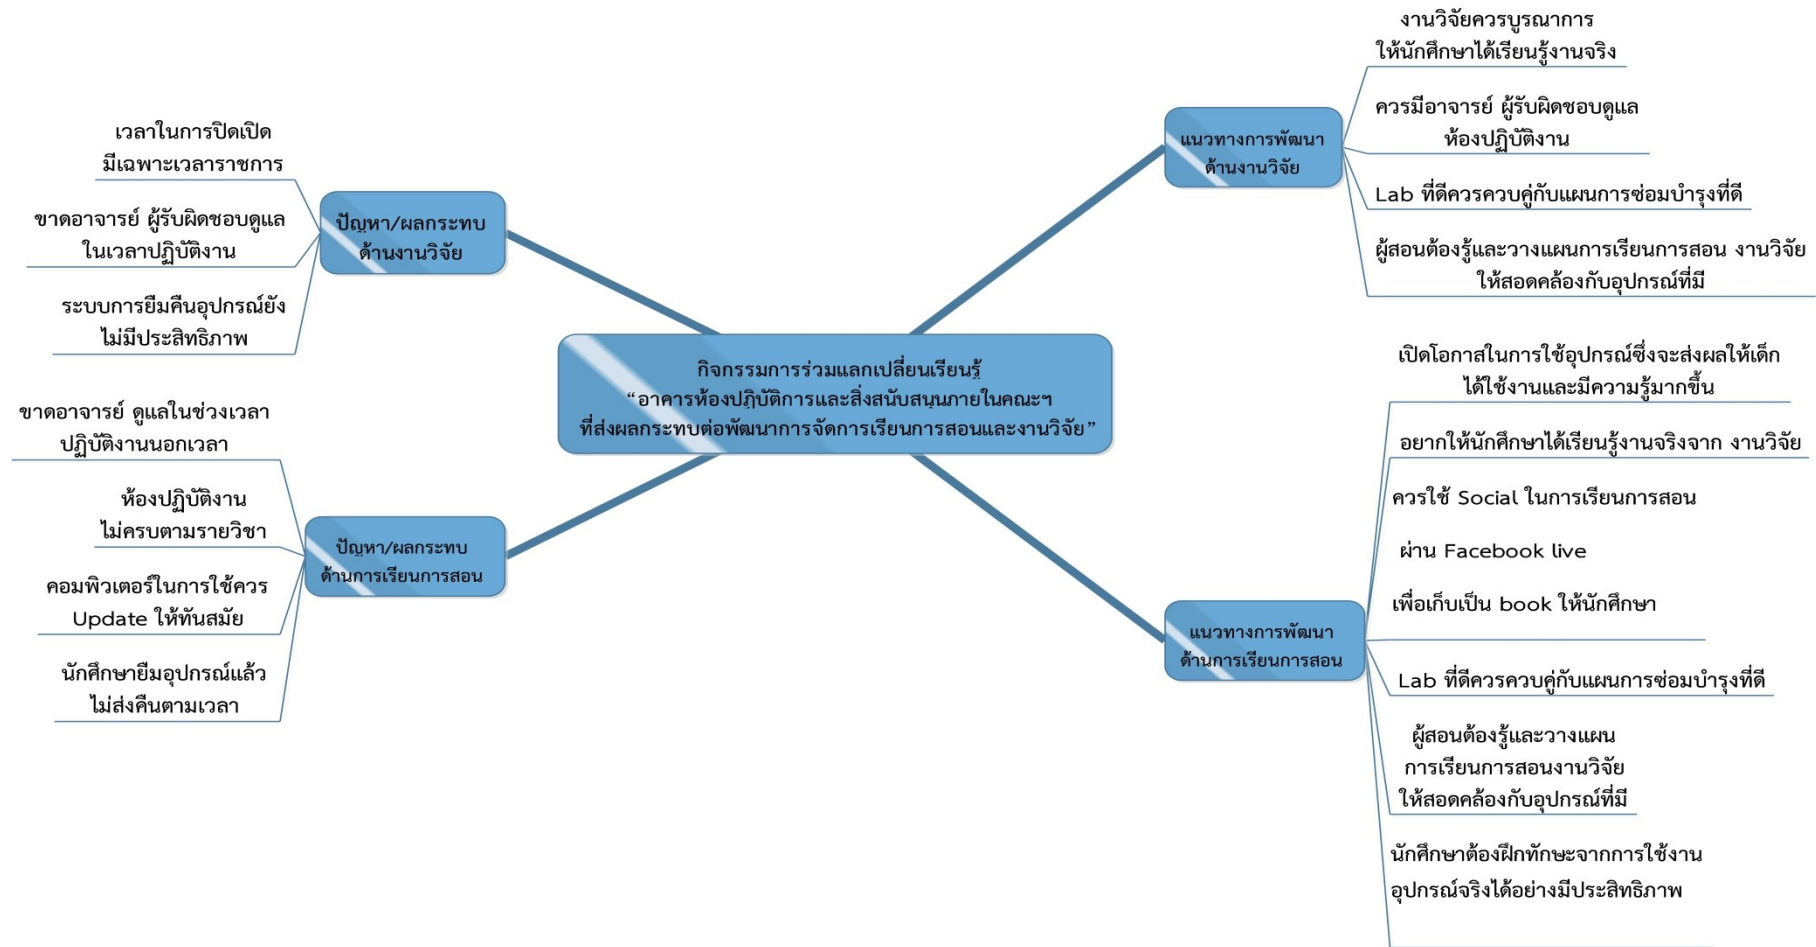 กิจกรรมการร่วมแลกเปลี่ยนเรียนรู้
“อาคารห้องปฏิบัติการและสิ่งสนับสนุนภายในคณะฯ
ที่ส่งผลกระทบต่อพัฒนาการจัดการเรียนการสอนและงานวิจัย”
ปัญหา/ผลกระทบ
ด้านงานวิจัย
เวลาในการปิดเปิด
มีเฉพาะเวลาราชการ
ขาดอาจารย์ ผู้รับผิดชอบดูแล
ในเวลาปฏิบัติงาน
ระบบการยืมคืนอุปกรณ์ยัง
ไม่มีประสิทธิภาพ
ปัญหา/ผลกระทบ
ด้านการเรียนการสอน
ขาดอาจารย์ ดูแลในช่วงเวลา
ปฏิบัติงานนอกเวลา
ห้องปฏิบัติงาน
ไม่ครบตามรายวิชา
คอมพิวเตอร์ในการใช้ควร
Update ให้ทันสมัย
นักศึกษายืมอุปกรณ์แล้ว
ไม่ส่งคืนตามเวลา
แนวทางการพัฒนา
ด้านงานวิจัย
งานวิจัยควรบูรณาการ
ให้นักศึกษาได้เรียนรู้งานจริง
ควรมีอาจารย์ ผู้รับผิดชอบดูแล
ห้องปฏิบัติงาน
Lab ที่ดีควรควบคู่กับแผนการซ่อมบำรุงที่ดี
ผู้สอนต้องรู้และวางแผนการเรียนการสอน งานวิจัย
ให้สอดคล้องกับอุปกรณ์ที่มี
แนวทางการพัฒนา
ด้านการเรียนการสอน
เปิดโอกาสในการใช้อุปกรณ์ซึ่งจะส่งผลให้เด็ก
ได้ใช้งานและมีความรู้มากขึ้น
อยากให้นักศึกษาได้เรียนรู้งานจริงจาก งานวิจัย
ควรใช้ Social ในการเรียนการสอน
ผ่าน Facebook live
เพื่อเก็บเป็น book ให้นักศึกษา
Lab ที่ดีควรควบคู่กับแผนการซ่อมบำรุงที่ดี
ผู้สอนต้องรู้และวางแผน
การเรียนการสอนงานวิจัย
ให้สอดคล้องกับอุปกรณ์ที่มี
นักศึกษาต้องฝึกทักษะจากการใช้งาน
อุปกรณ์จริงได้อย่างมีประสิทธิภาพ